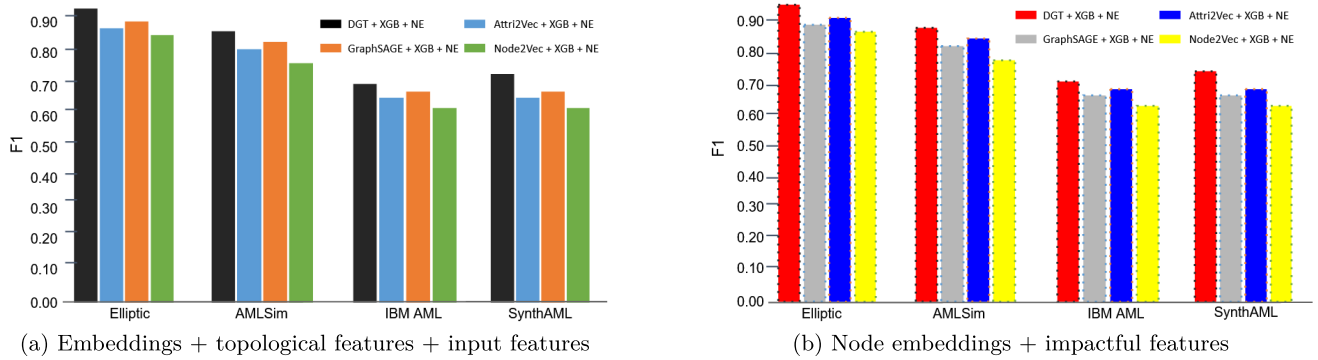 DGT + XGB + NE
Attri2Vec + XGB + NE
GraphSAGE + XGB + NE
Node2Vec + XGB + NE
F1
0.90
0.80
0.70
0.60
0.50
0.40
0.30
0.20
0.10
0.00
Elliptic
AMLSim
IBM AML
SynthAML
(a) Embeddings + topological features + input features
DGT + XGB + NE
Attri2Vec + XGB + NE
GraphSAGE + XGB + NE
Node2Vec + XGB + NE
F1
0.90
0.80
0.70
0.60
0.50
0.40
0.30
0.20
0.10
0.00
Elliptic
AMLSim
IBM AML
SynthAML
(b) Node embeddings + impactful features